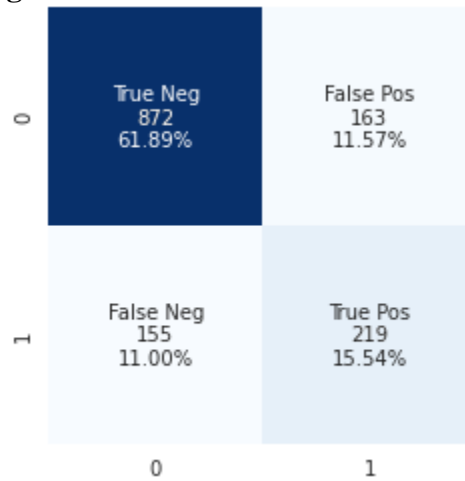 0
True Neg
872
61.89%
False Pos
163
11.57%
1
False Neg
155
11.00%
True Pos
219
15.54%
0 1